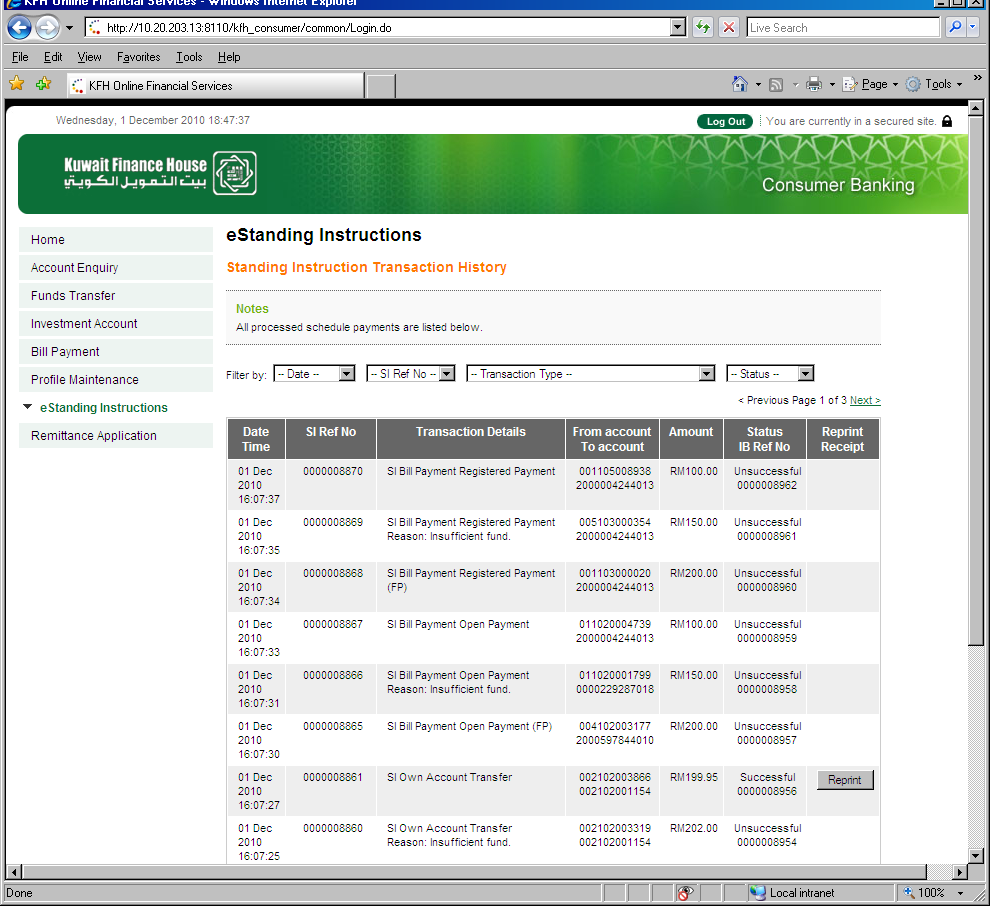 KFH Online Financial Services - Windows Internet Explorer
http://10.20.203.13:8110/kfh_consumer/common/Login.do
Live Search
File Edit View Favorites Tools Help
KFH Online Financial Services
Page Tools
Wednesday, 1 December 2010 18:47:37
Log Out You are currently in a secured site.
Kuwait Finance House
بيت التمويل الكويتي
Consumer Banking
Home
Account Enquiry
Funds Transfer
Investment Account
Bill Payment
Profile Maintenance
eStanding Instructions
Remittance Application
eStanding Instructions
Standing Instruction Transaction History
Notes
All processed schedule payments are listed below.
Filter by: -- Date -- -- SI Ref No -- -- Transaction Type -- -- Status --
< Previous Page 1 of 3 Next >
Date SI Ref No Transaction Details From account Amount Status Reprint
Time To account IB Ref No Receipt
01 Dec 0000008870 SI Bill Payment Registered Payment 001105008938 RM100.00 Unsuccessful
2010 2000004244013 0000008962
16:07:37
01 Dec 0000008869 SI Bill Payment Registered Payment 005103000354 RM150.00 Unsuccessful
2010 Reason: Insufficient fund. 2000004244013 0000008961
16:07:35
01 Dec 0000008868 SI Bill Payment Registered Payment 001103000020 RM200.00 Unsuccessful
2010 (FP) 2000004244013 0000008960
16:07:34
01 Dec 0000008867 SI Bill Payment Open Payment 011020004739 RM100.00 Unsuccessful
2010 2000004244013 0000008959
16:07:33
01 Dec 0000008866 SI Bill Payment Open Payment 011020001799 RM150.00 Unsuccessful
2010 Reason: Insufficient fund. 0000229287018 0000008958
16:07:31
01 Dec 0000008865 SI Bill Payment Open Payment (FP) 004102003177 RM200.00 Unsuccessful
2010 2000597844010 0000008957
16:07:30
01 Dec 0000008861 SI Own Account Transfer 002102003866 RM199.95 Successful Reprint
2010 002102001154 0000008956
16:07:27
01 Dec 0000008860 SI Own Account Transfer 002102003319 RM202.00 Unsuccessful
2010 Reason: Insufficient fund. 002102001154 0000008954
16:07:25
Done Local intranet 100%